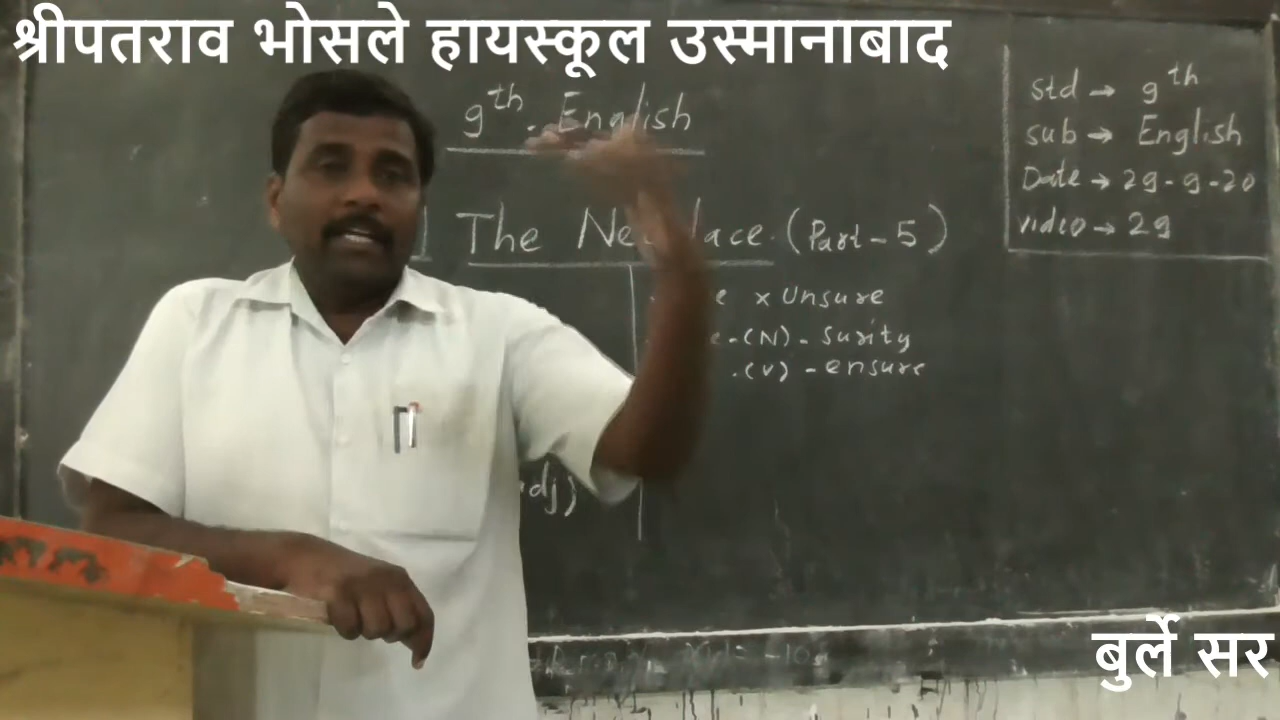 श्रीपतराव भोसले हायस्कूल उस्मानाबाद
9th. English
The Necklace. (Part-5)
std → 9th
sub → English
Date → 29-9-20
video → 29
x Unsure
-(N)- surity
.(v) - ensure
adj)
बुर्ले सर